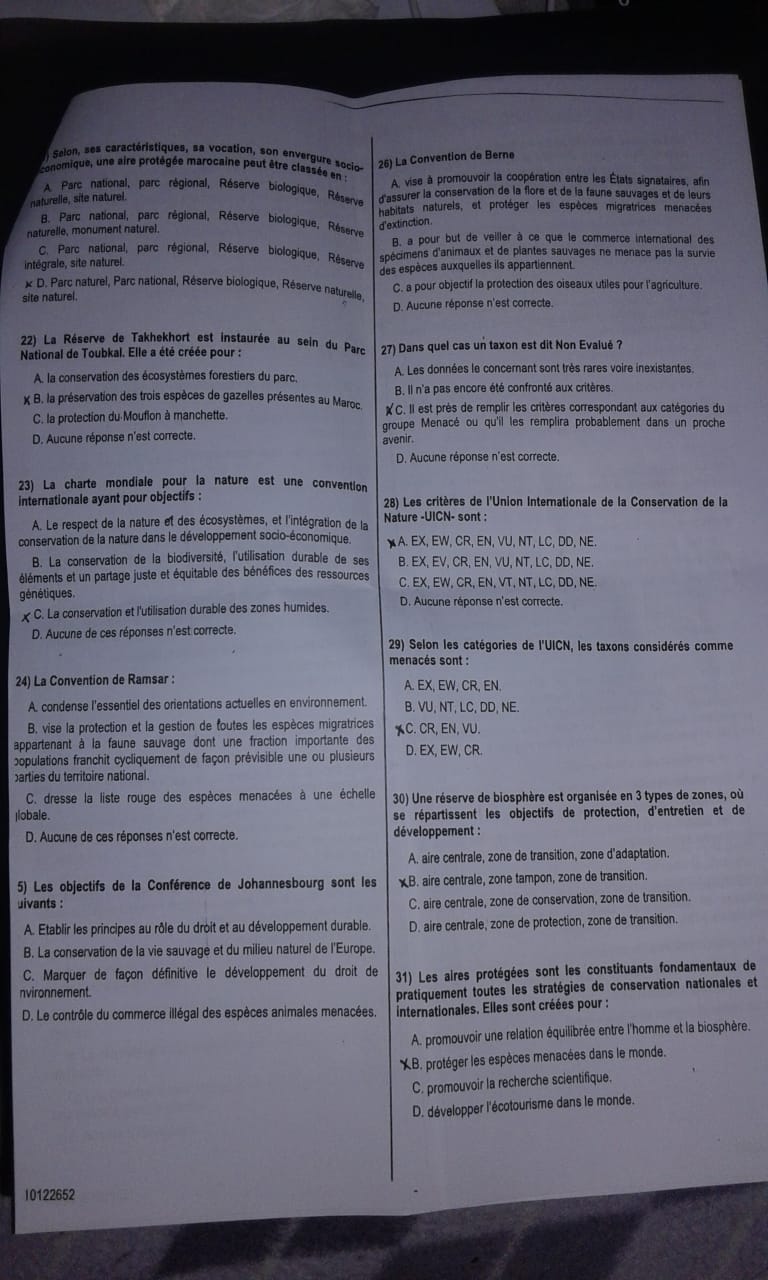 ) Selon, ses caractéristiques, sa vocation, son envergure socio-
économique, une aire protégée marocaine peut être classée en :
A. Parc national, parc régional, Réserve biologique, Réserve
naturelle, site naturel.
B. Parc national, parc régional, Réserve biologique, Réserve
naturelle, monument naturel.
C. Parc national, parc régional, Réserve biologique, Réserve
intégrale, site naturel.
x D. Parc naturel, Parc national, Réserve biologique, Réserve naturelle,
site naturel.
22) La Réserve de Takhekhort est instaurée au sein du Parc
National de Toubkal. Elle a été créée pour :
A. la conservation des écosystèmes forestiers du parc.
x B. la préservation des trois espèces de gazelles présentes au Maroc.
C. la protection du Mouflon à manchette.
D. Aucune réponse n'est correcte.
23) La charte mondiale pour la nature est une convention
internationale ayant pour objectifs :
A. Le respect de la nature et des écosystèmes, et l'intégration de la
conservation de la nature dans le développement socio-économique.
B. La conservation de la biodiversité, l'utilisation durable de ses
éléments et un partage juste et équitable des bénéfices des ressources
génétiques.
x C. La conservation et l'utilisation durable des zones humides.
D. Aucune de ces réponses n'est correcte.
24) La Convention de Ramsar :
A. condense l'essentiel des orientations actuelles en environnement.
B. vise la protection et la gestion de toutes les espèces migratrices
appartenant à la faune sauvage dont une fraction importante des
populations franchit cycliquement de façon prévisible une ou plusieurs
parties du territoire national.
C. dresse la liste rouge des espèces menacées à une échelle
globale.
D. Aucune de ces réponses n'est correcte.
5) Les objectifs de la Conférence de Johannesbourg sont les
uivants :
A. Etablir les principes au rôle du droit et au développement durable.
B. La conservation de la vie sauvage et du milieu naturel de l'Europe.
C. Marquer de façon définitive le développement du droit de
nvironnement.
D. Le contrôle du commerce illégal des espèces animales menacées.
10122652
26) La Convention de Berne
A. vise à promouvoir la coopération entre les États signataires, afin
d'assurer la conservation de la flore et de la faune sauvages et de leurs
habitats naturels, et protéger les espèces migratrices menacées
d'extinction.
B. a pour but de veiller à ce que le commerce international des
spécimens d'animaux et de plantes sauvages ne menace pas la survie
des espèces auxquelles ils appartiennent.
C. a pour objectif la protection des oiseaux utiles pour l'agriculture.
D. Aucune réponse n'est correcte.
27) Dans quel cas un taxon est dit Non Evalué ?
A. Les données le concernant sont très rares voire inexistantes.
B. Il n'a pas encore été confronté aux critères.
x C. Il est près de remplir les critères correspondant aux catégories du
groupe Menacé ou qu'il les remplira probablement dans un proche
avenir.
D. Aucune réponse n'est correcte.
28) Les critères de l'Union Internationale de la Conservation de la
Nature -UICN- sont :
x A. EX, EW, CR, EN, VU, NT, LC, DD, NE.
B. EX, EV, CR, EN, VU, NT, LC, DD, NE.
C. EX, EW, CR, EN, VT, NT, LC, DD, NE.
D. Aucune réponse n'est correcte.
29) Selon les catégories de l'UICN, les taxons considérés comme
menacés sont :
A. EX, EW, CR, EN.
B. VU, NT, LC, DD, NE.
x C. CR, EN, VU.
D. EX, EW, CR.
30) Une réserve de biosphère est organisée en 3 types de zones, où
se répartissent les objectifs de protection, d'entretien et de
développement :
A. aire centrale, zone de transition, zone d'adaptation.
x B. aire centrale, zone tampon, zone de transition.
C. aire centrale, zone de conservation, zone de transition.
D. aire centrale, zone de protection, zone de transition.
31) Les aires protégées sont les constituants fondamentaux de
pratiquement toutes les stratégies de conservation nationales et
internationales. Elles sont créées pour :
A. promouvoir une relation équilibrée entre l'homme et la biosphère.
x B. protéger les espèces menacées dans le monde.
C. promouvoir la recherche scientifique.
D. développer l'écotourisme dans le monde.